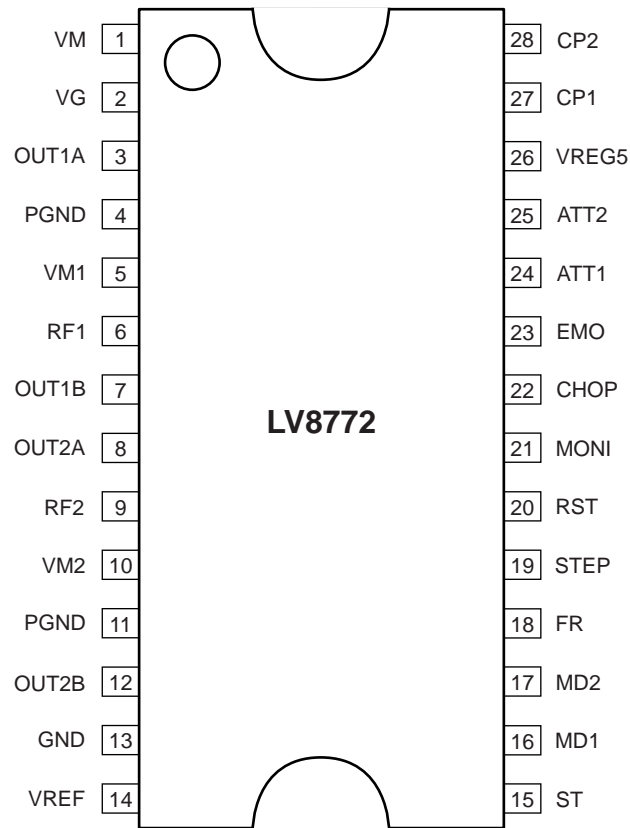 VM 1 28 CP2
VG 2 27 CP1
OUT1A 3 26 VREG5
PGND 4 25 ATT2
VM1 5 24 ATT1
RF1 6 23 EMO
OUT1B 7 22 CHOP
LV8772
OUT2A 8 21 MONI
RF2 9 20 RST
VM2 10 19 STEP
PGND 11 18 FR
OUT2B 12 17 MD2
GND 13 16 MD1
VREF 14 15 ST